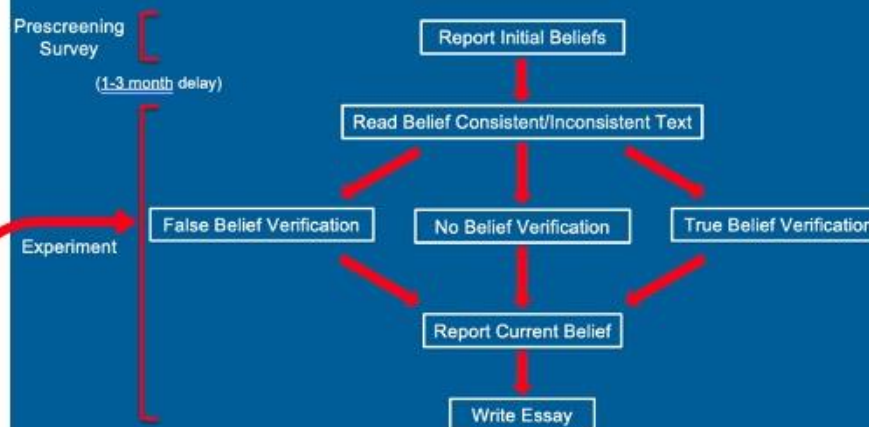 Prescreening
Survey
Report Initial Beliefs
(1-3 month delay)
Read Belief Consistent/Inconsistent Text
False Belief Verification
No Belief Verification
True Belief Verification
Experiment
Report Current Belief
Write Essay